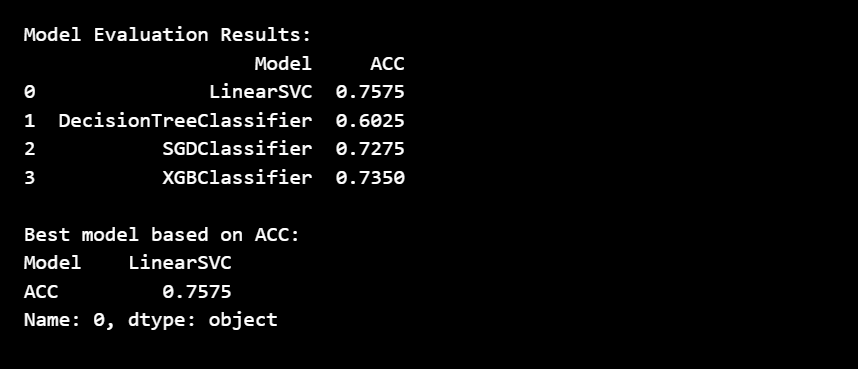 Model Evaluation Results:
                    Model     ACC
0               LinearSVC  0.7575
1  DecisionTreeClassifier  0.6025
2           SGDClassifier  0.7275
3           XGBClassifier  0.7350

Best model based on ACC:
Model    LinearSVC
ACC         0.7575
Name: 0, dtype: object